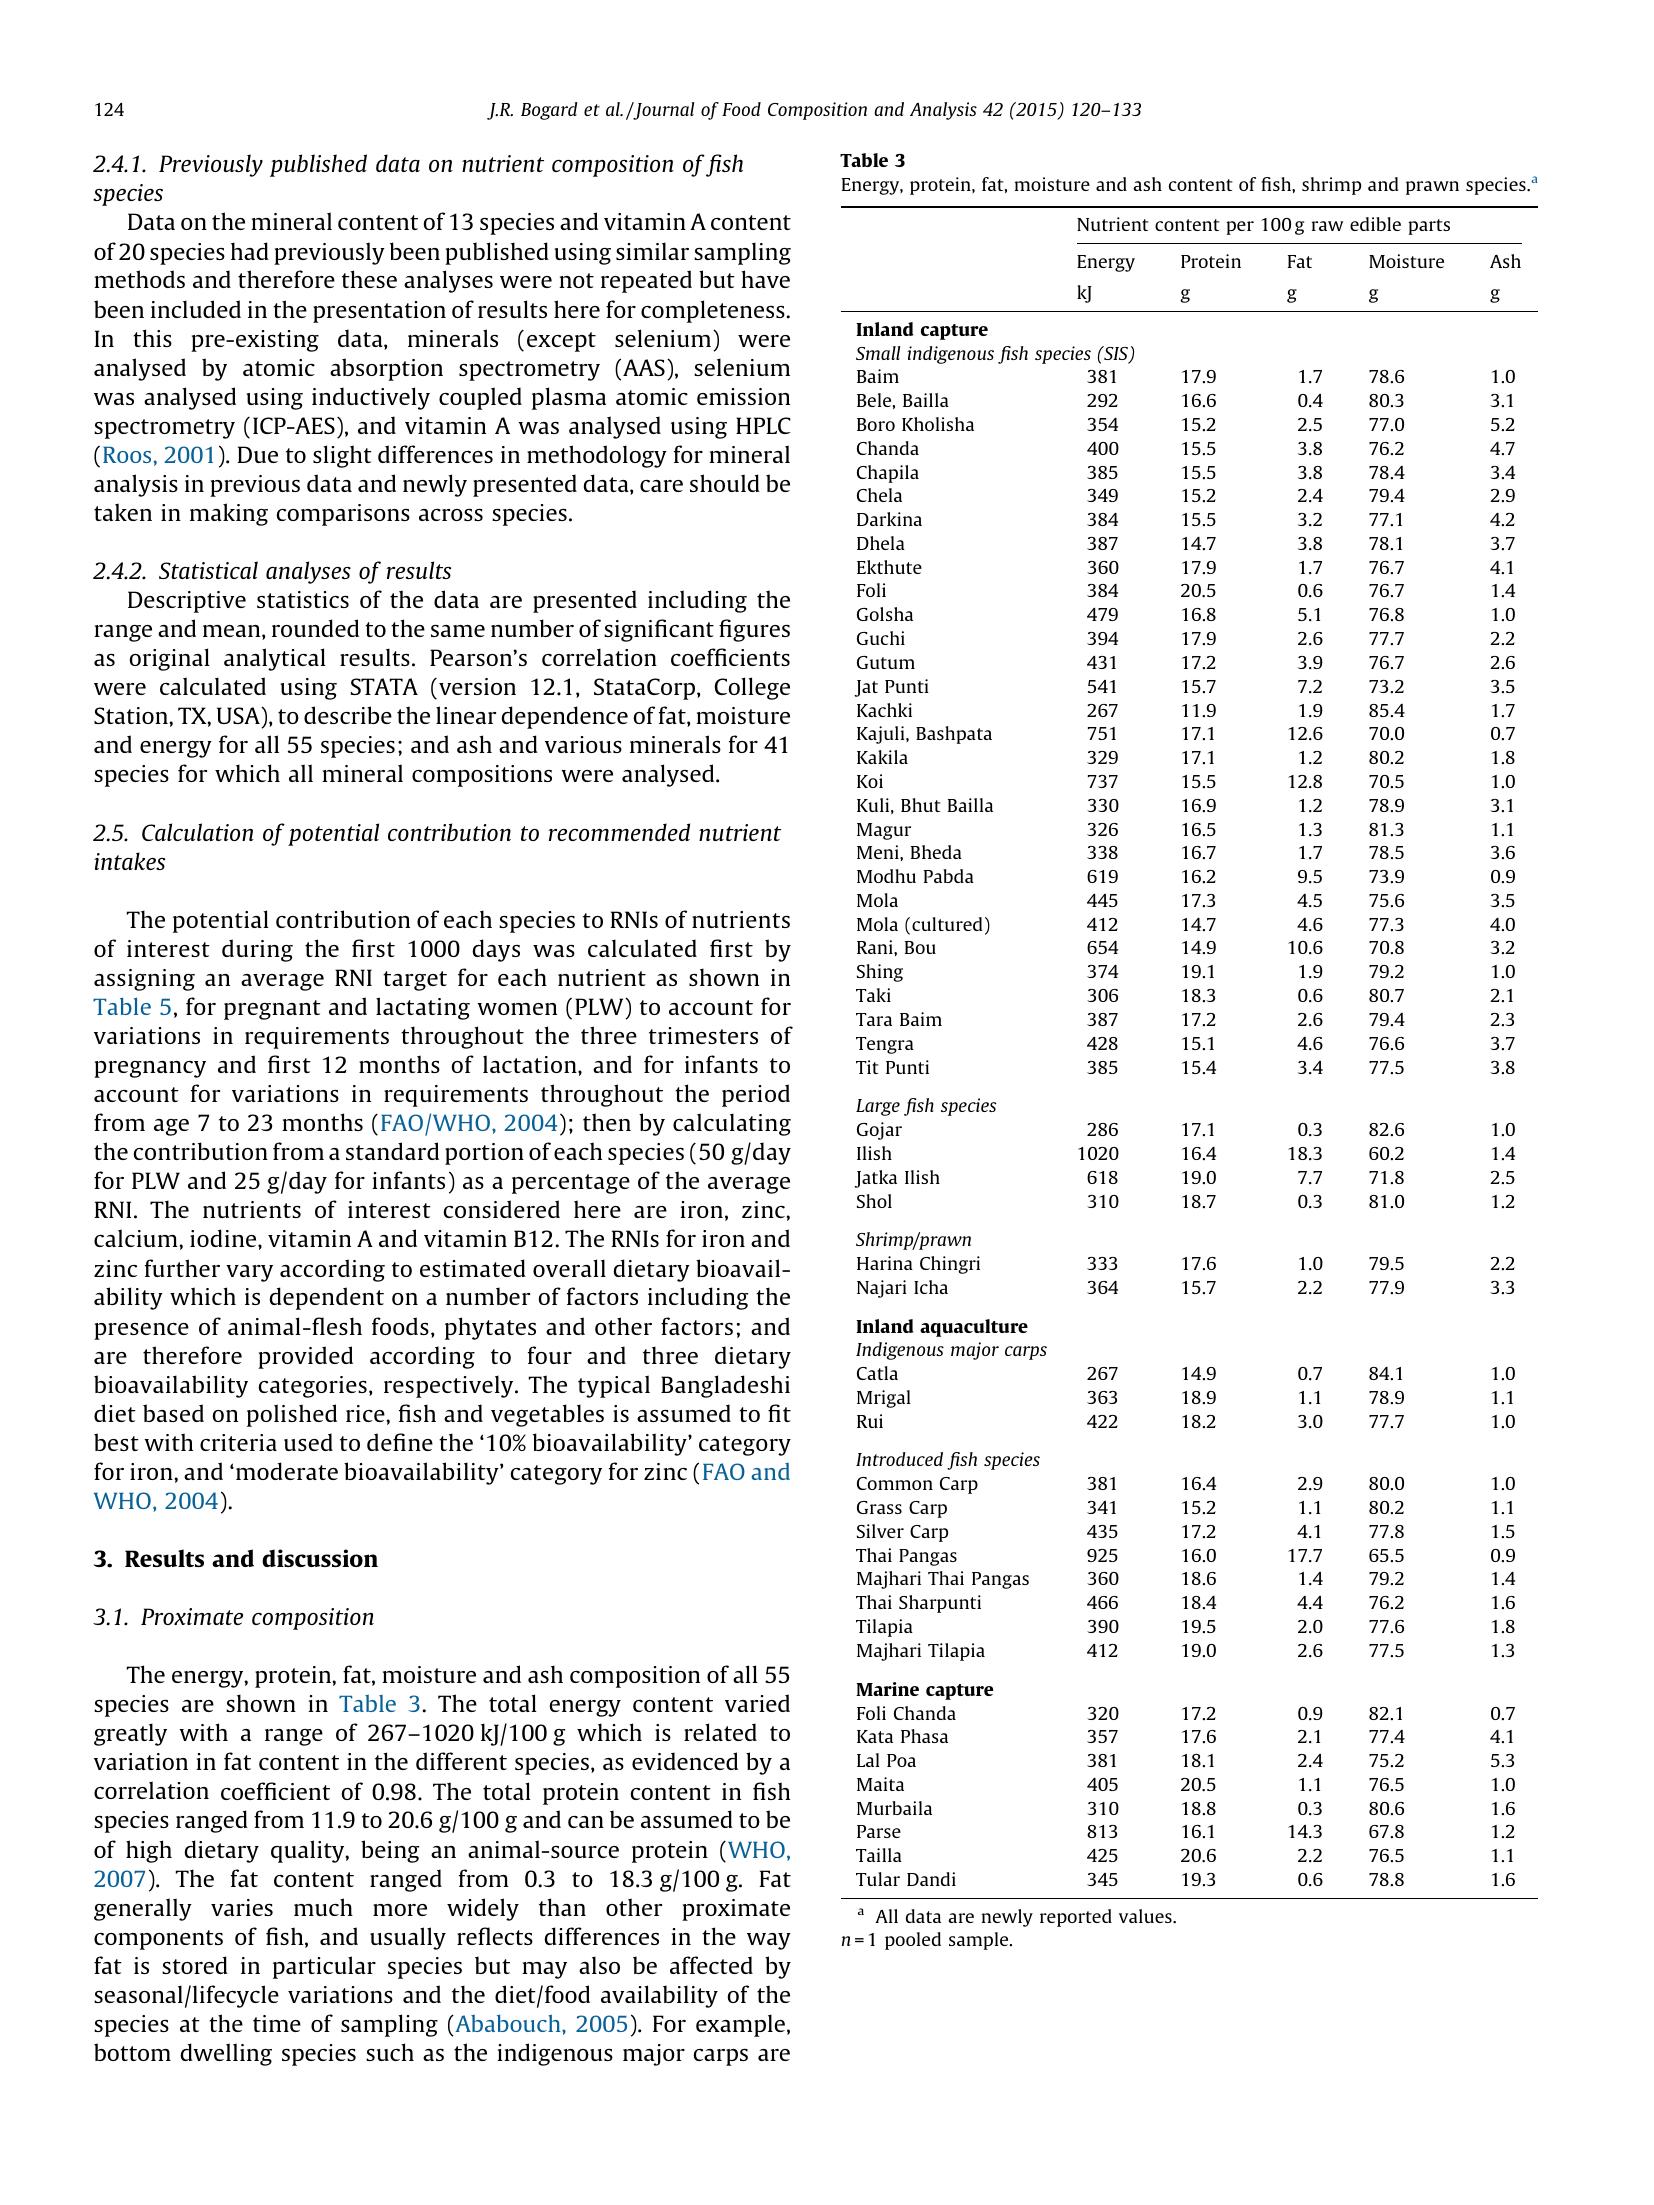 124
J.R. Bogard et al. / Journal of Food Composition and Analysis 42 (2015) 120–133
2.4.1. Previously published data on nutrient composition of fish
species
Data on the mineral content of 13 species and vitamin A content
of 20 species had previously been published using similar sampling
methods and therefore these analyses were not repeated but have
been included in the presentation of results here for completeness.
In this pre-existing data, minerals (except selenium) were
analysed by atomic absorption spectrometry (AAS), selenium
was analysed using inductively coupled plasma atomic emission
spectrometry (ICP-AES), and vitamin A was analysed using HPLC
(Roos, 2001). Due to slight differences in methodology for mineral
analysis in previous data and newly presented data, care should be
taken in making comparisons across species.
2.4.2. Statistical analyses of results
Descriptive statistics of the data are presented including the
range and mean, rounded to the same number of significant figures
as original analytical results. Pearson's correlation coefficients
were calculated using STATA (version 12.1, StataCorp, College
Station, TX, USA), to describe the linear dependence of fat, moisture
and energy for all 55 species; and ash and various minerals for 41
species for which all mineral compositions were analysed.
2.5. Calculation of potential contribution to recommended nutrient
intakes
The potential contribution of each species to RNIs of nutrients
of interest during the first 1000 days was calculated first by
assigning an average RNI target for each nutrient as shown in
Table 5, for pregnant and lactating women (PLW) to account for
variations in requirements throughout the three trimesters of
pregnancy and first 12 months of lactation, and for infants to
account for variations in requirements throughout the period
from age 7 to 23 months (FAO/WHO, 2004); then by calculating
the contribution from a standard portion of each species (50 g/day
for PLW and 25 g/day for infants) as a percentage of the average
RNI. The nutrients of interest considered here are iron, zinc,
calcium, iodine, vitamin A and vitamin B12. The RNIs for iron and
zinc further vary according to estimated overall dietary bioavail-
ability which is dependent on a number of factors including the
presence of animal-flesh foods, phytates and other factors; and
are therefore provided according to four and three dietary
bioavailability categories, respectively. The typical Bangladeshi
diet based on polished rice, fish and vegetables is assumed to fit
best with criteria used to define the '10% bioavailability' category
for iron, and 'moderate bioavailability' category for zinc (FAO and
WHO, 2004).
3. Results and discussion
3.1. Proximate composition
The energy, protein, fat, moisture and ash composition of all 55
species are shown in Table 3. The total energy content varied
greatly with a range of 267–1020 kJ/100 g which is related to
variation in fat content in the different species, as evidenced by a
correlation coefficient of 0.98. The total protein content in fish
species ranged from 11.9 to 20.6 g/100 g and can be assumed to be
of high dietary quality, being an animal-source protein (WHO,
2007). The fat content ranged from 0.3 to 18.3 g/100 g. Fat
generally varies much more widely than other proximate
components of fish, and usually reflects differences in the way
fat is stored in particular species but may also be affected by
seasonal/lifecycle variations and the diet/food availability of the
species at the time of sampling (Ababouch, 2005). For example,
bottom dwelling species such as the indigenous major carps are
Table 3
Energy, protein, fat, moisture and ash content of fish, shrimp and prawn species.a
Nutrient content per 100 g raw edible parts
Energy Protein Fat Moisture Ash
kJ g g g g
Inland capture
Small indigenous fish species (SIS)
Baim 381 17.9 1.7 78.6 1.0
Bele, Bailla 292 16.6 0.4 80.3 3.1
Boro Kholisha 354 15.2 2.5 77.0 5.2
Chanda 400 15.5 3.8 76.2 4.7
Chapila 385 15.5 3.8 78.4 3.4
Chela 349 15.2 2.4 79.4 2.9
Darkina 384 15.5 3.2 77.1 4.2
Dhela 387 14.7 3.8 78.1 3.7
Ekthute 360 17.9 1.7 76.7 4.1
Foli 384 20.5 0.6 76.7 1.4
Golsha 479 16.8 5.1 76.8 1.0
Guchi 394 17.9 2.6 77.7 2.2
Gutum 431 17.2 3.9 76.7 2.6
Jat Punti 541 15.7 7.2 73.2 3.5
Kachki 267 11.9 1.9 85.4 1.7
Kajuli, Bashpata 751 17.1 12.6 70.0 0.7
Kakila 329 17.1 1.2 80.2 1.8
Koi 737 15.5 12.8 70.5 1.0
Kuli, Bhut Bailla 330 16.9 1.2 78.9 3.1
Magur 326 16.5 1.3 81.3 1.1
Meni, Bheda 338 16.7 1.7 78.5 3.6
Modhu Pabda 619 16.2 9.5 73.9 0.9
Mola 445 17.3 4.5 75.6 3.5
Mola (cultured) 412 14.7 4.6 77.3 4.0
Rani, Bou 654 14.9 10.6 70.8 3.2
Shing 374 19.1 1.9 79.2 1.0
Taki 306 18.3 0.6 80.7 2.1
Tara Baim 387 17.2 2.6 79.4 2.3
Tengra 428 15.1 4.6 76.6 3.7
Tit Punti 385 15.4 3.4 77.5 3.8
Large fish species
Gojar 286 17.1 0.3 82.6 1.0
Ilish 1020 16.4 18.3 60.2 1.4
Jatka Ilish 618 19.0 7.7 71.8 2.5
Shol 310 18.7 0.3 81.0 1.2
Shrimp/prawn
Harina Chingri 333 17.6 1.0 79.5 2.2
Najari Icha 364 15.7 2.2 77.9 3.3
Inland aquaculture
Indigenous major carps
Catla 267 14.9 0.7 84.1 1.0
Mrigal 363 18.9 1.1 78.9 1.1
Rui 422 18.2 3.0 77.7 1.0
Introduced fish species
Common Carp 381 16.4 2.9 80.0 1.0
Grass Carp 341 15.2 1.1 80.2 1.1
Silver Carp 435 17.2 4.1 77.8 1.5
Thai Pangas 925 16.0 17.7 65.5 0.9
Majhari Thai Pangas 360 18.6 1.4 79.2 1.4
Thai Sharpunti 466 18.4 4.4 76.2 1.6
Tilapia 390 19.5 2.0 77.6 1.8
Majhari Tilapia 412 19.0 2.6 77.5 1.3
Marine capture
Foli Chanda 320 17.2 0.9 82.1 0.7
Kata Phasa 357 17.6 2.1 77.4 4.1
Lal Poa 381 18.1 2.4 75.2 5.3
Maita 405 20.5 1.1 76.5 1.0
Murbaila 310 18.8 0.3 80.6 1.6
Parse 813 16.1 14.3 67.8 1.2
Tailla 425 20.6 2.2 76.5 1.1
Tular Dandi 345 19.3 0.6 78.8 1.6
a All data are newly reported values.
n = 1 pooled sample.